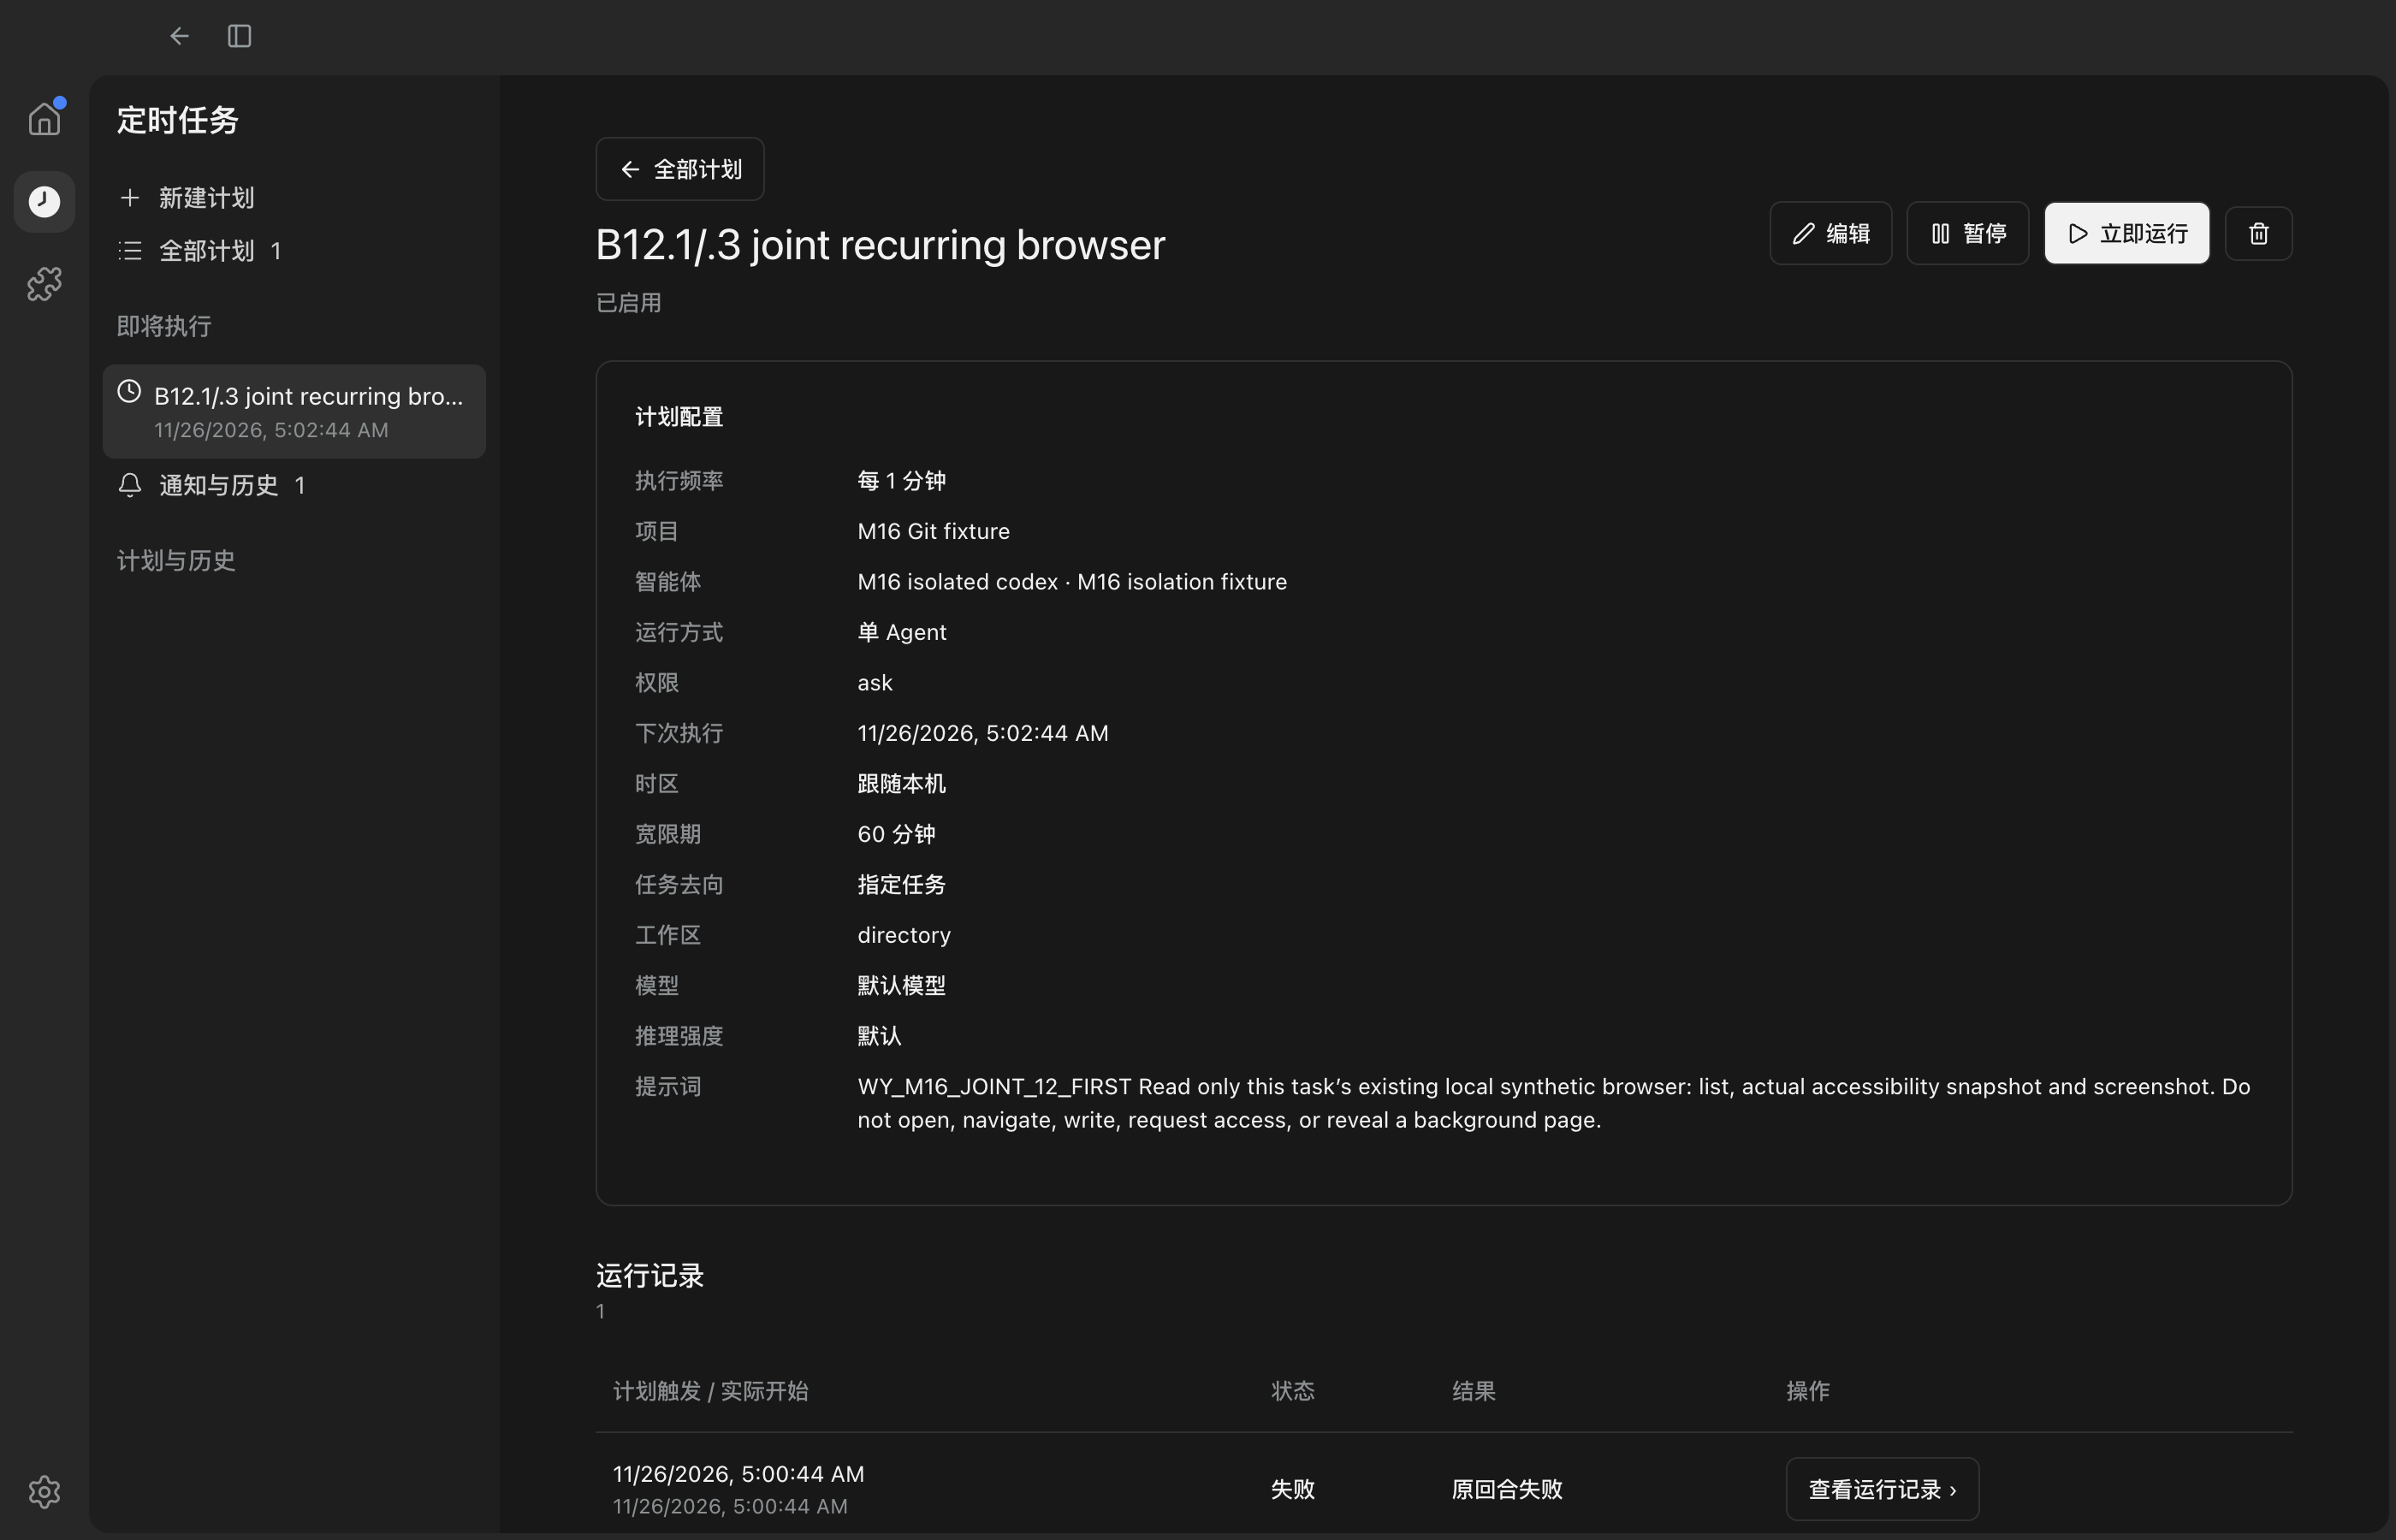 定时任务
新建计划
全部计划 1
即将执行
B12.1/.3 joint recurring bro...
11/26/2026, 5:02:44 AM
通知与历史 1
计划与历史
全部计划
B12.1/.3 joint recurring browser
已启用
编辑
暂停
立即运行
计划配置
执行频率 每 1 分钟
项目 M16 Git fixture
智能体 M16 isolated codex · M16 isolation fixture
运行方式 单 Agent
权限 ask
下次执行 11/26/2026, 5:02:44 AM
时区 跟随本机
宽限期 60 分钟
任务去向 指定任务
工作区 directory
模型 默认模型
推理强度 默认
提示词 WY_M16_JOINT_12_FIRST Read only this task’s existing local synthetic browser: list, actual accessibility snapshot and screenshot. Do
not open, navigate, write, request access, or reveal a background page.
运行记录
1
计划触发 / 实际开始 状态 结果 操作
11/26/2026, 5:00:44 AM
11/26/2026, 5:00:44 AM
失败 原回合失败 查看运行记录 ›